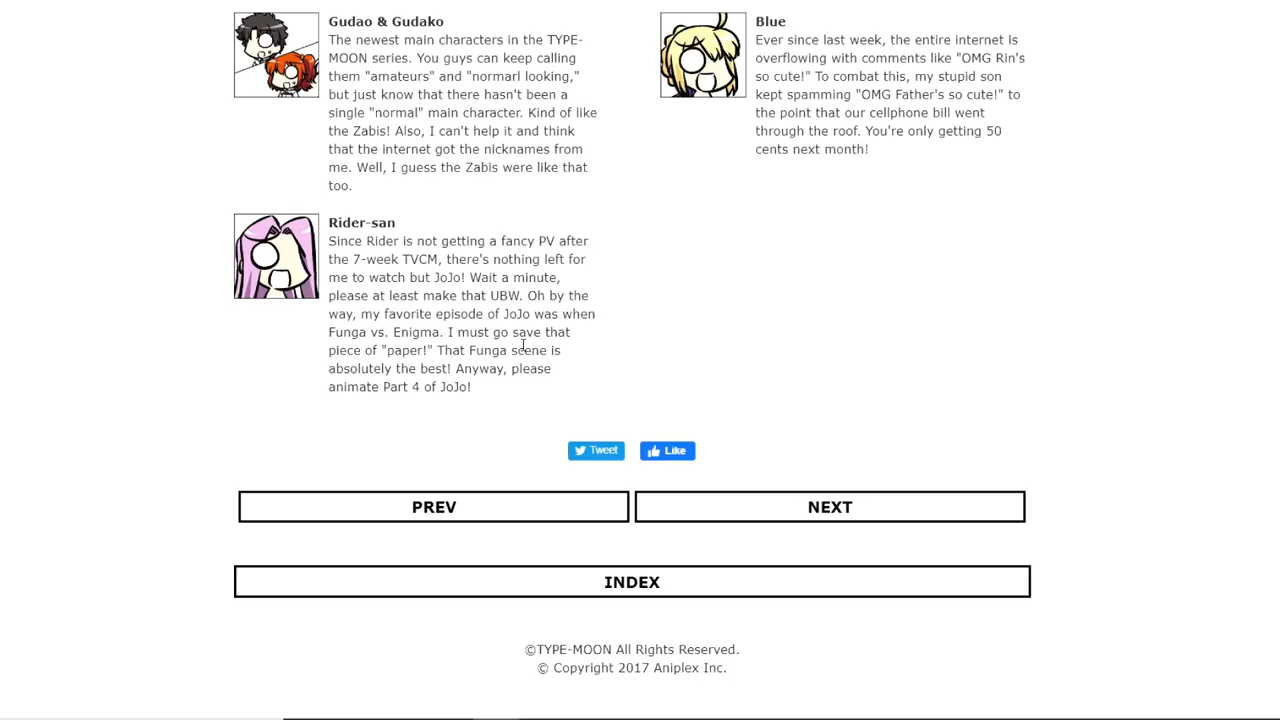 Gudao & Gudako
The newest main characters in the TYPE-
MOON series. You guys can keep calling
them "amateurs" and "normarl looking,"
but just know that there hasn't been a
single "normal" main character. Kind of like
the Zabis! Also, I can't help it and think
that the internet got the nicknames from
me. Well, I guess the Zabis were like that
too.
Blue
Ever since last week, the entire internet is
overflowing with comments like "OMG Rin's
so cute!" To combat this, my stupid son
kept spamming "OMG Father's so cute!" to
the point that our cellphone bill went
through the roof. You're only getting 50
cents next month!
Rider-san
Since Rider is not getting a fancy PV after
the 7-week TVCM, there's nothing left for
me to watch but JoJo! Wait a minute,
please at least make that UBW. Oh by the
way, my favorite episode of JoJo was when
Funga vs. Enigma. I must go save that
piece of "paper!" That Funga scene is
absolutely the best! Anyway, please
animate Part 4 of JoJo!
Tweet
Like
PREV
NEXT
INDEX
©TYPE-MOON All Rights Reserved.
© Copyright 2017 Aniplex Inc.